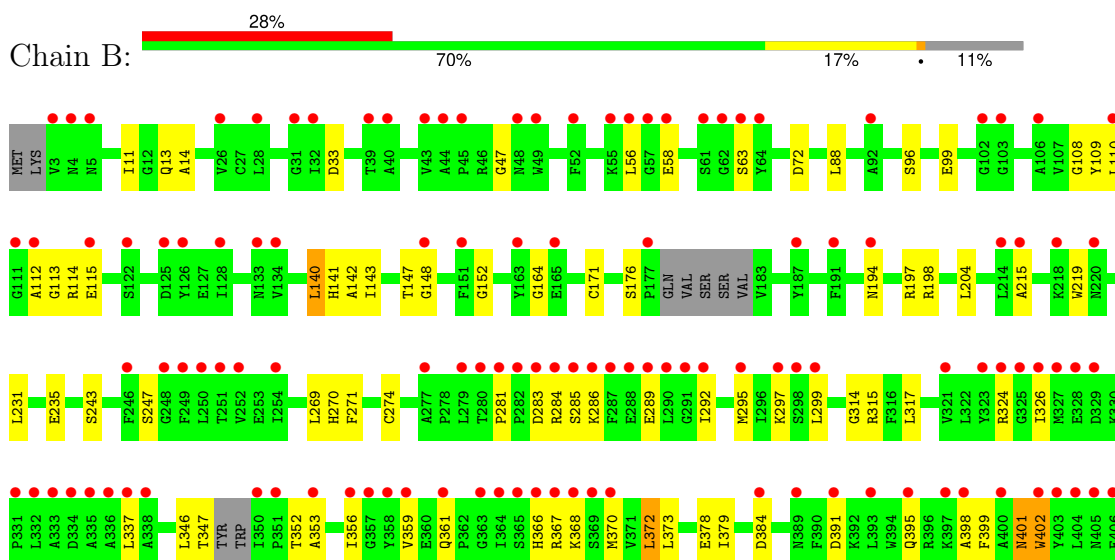 28%
Chain B:
70% 17% • 11%
MET LYS V3 N4 N5 I11 G12 Q13 A14 V26 C27 L28 G31 I32 D33 T39 A40 V43 A44 P45 R46 G47 N48 W49 F52 K55 L56 G57 E58 S61 G62 S63 Y64 D72 L88 A92 S96 E99 G102 G103 A106 V107 G108 Y109 L110
G111 A112 G113 R114 E115 S122 D125 Y126 E127 I128 N133 V134 L140 H141 A142 I143 T147 G148 F151 G152 Y163 G164 E165 C171 S176 P177 GLN VAL SER SER VAL V183 Y187 F191 N194 R197 R198 L204 L214 A215 K218 W219 N220
L231 E235 S243 F246 S247 G248 F249 L250 T251 V252 E253 I254 L269 H270 F271 C274 A277 P278 L279 T280 P281 P282 D283 R284 S285 K286 F287 E288 E289 L290 G291 I292 M295 I296 K297 S298 L299 G314 R315 F316 L317 V321 L322 Y323 R324 G325 I326 M327 E328 D329 K330
P331 L332 A333 D334 A335 A336 L337 A338 L346 T347 TYR TRP I350 P351 T352 A353 I356 G357 Y358 V359 E360 Q361 P362 G363 I364 S365 H366 R367 K368 S369 M370 V371 L372 L373 E378 I379 D384 N389 F390 D391 K392 L393 W394 Q395 R396 K397 A398 F399 A400 N401 W402 Y403 L404 N405 N406